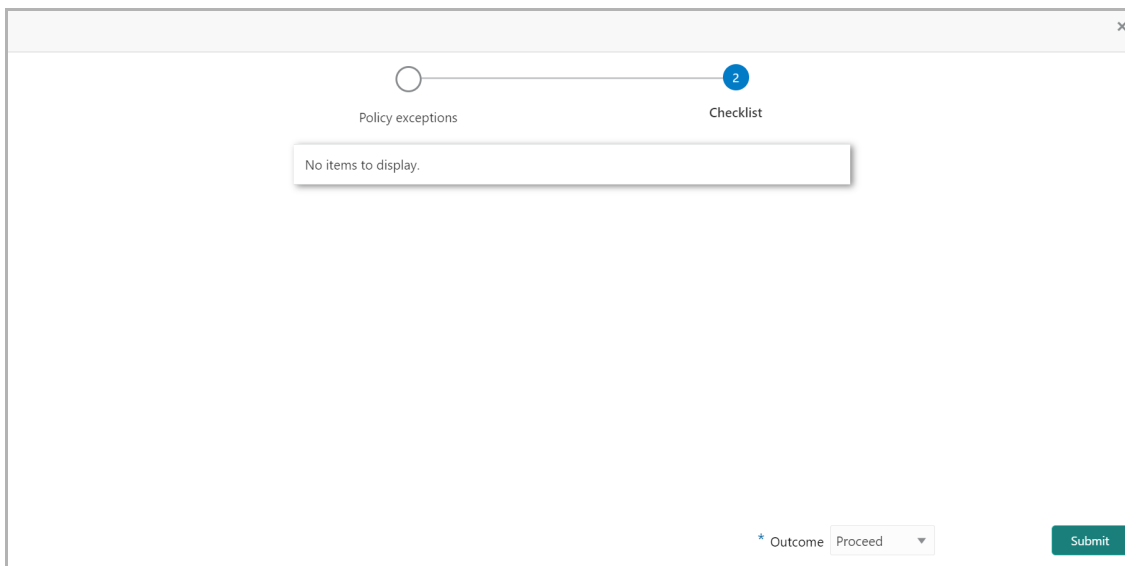 ×
2
Policy exceptions
Checklist
No items to display.
* Outcome Proceed
Submit